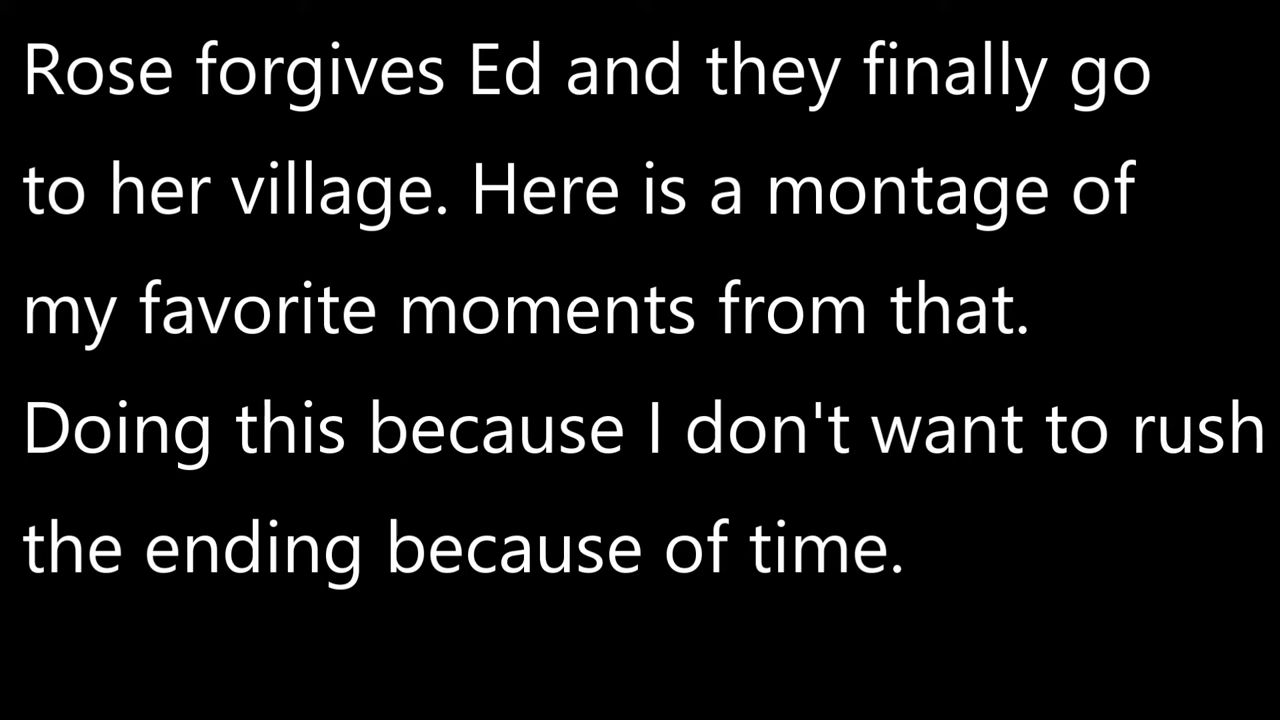 Rose forgives Ed and they finally go
to her village. Here is a montage of
my favorite moments from that.
Doing this because I don't want to rush
the ending because of time.